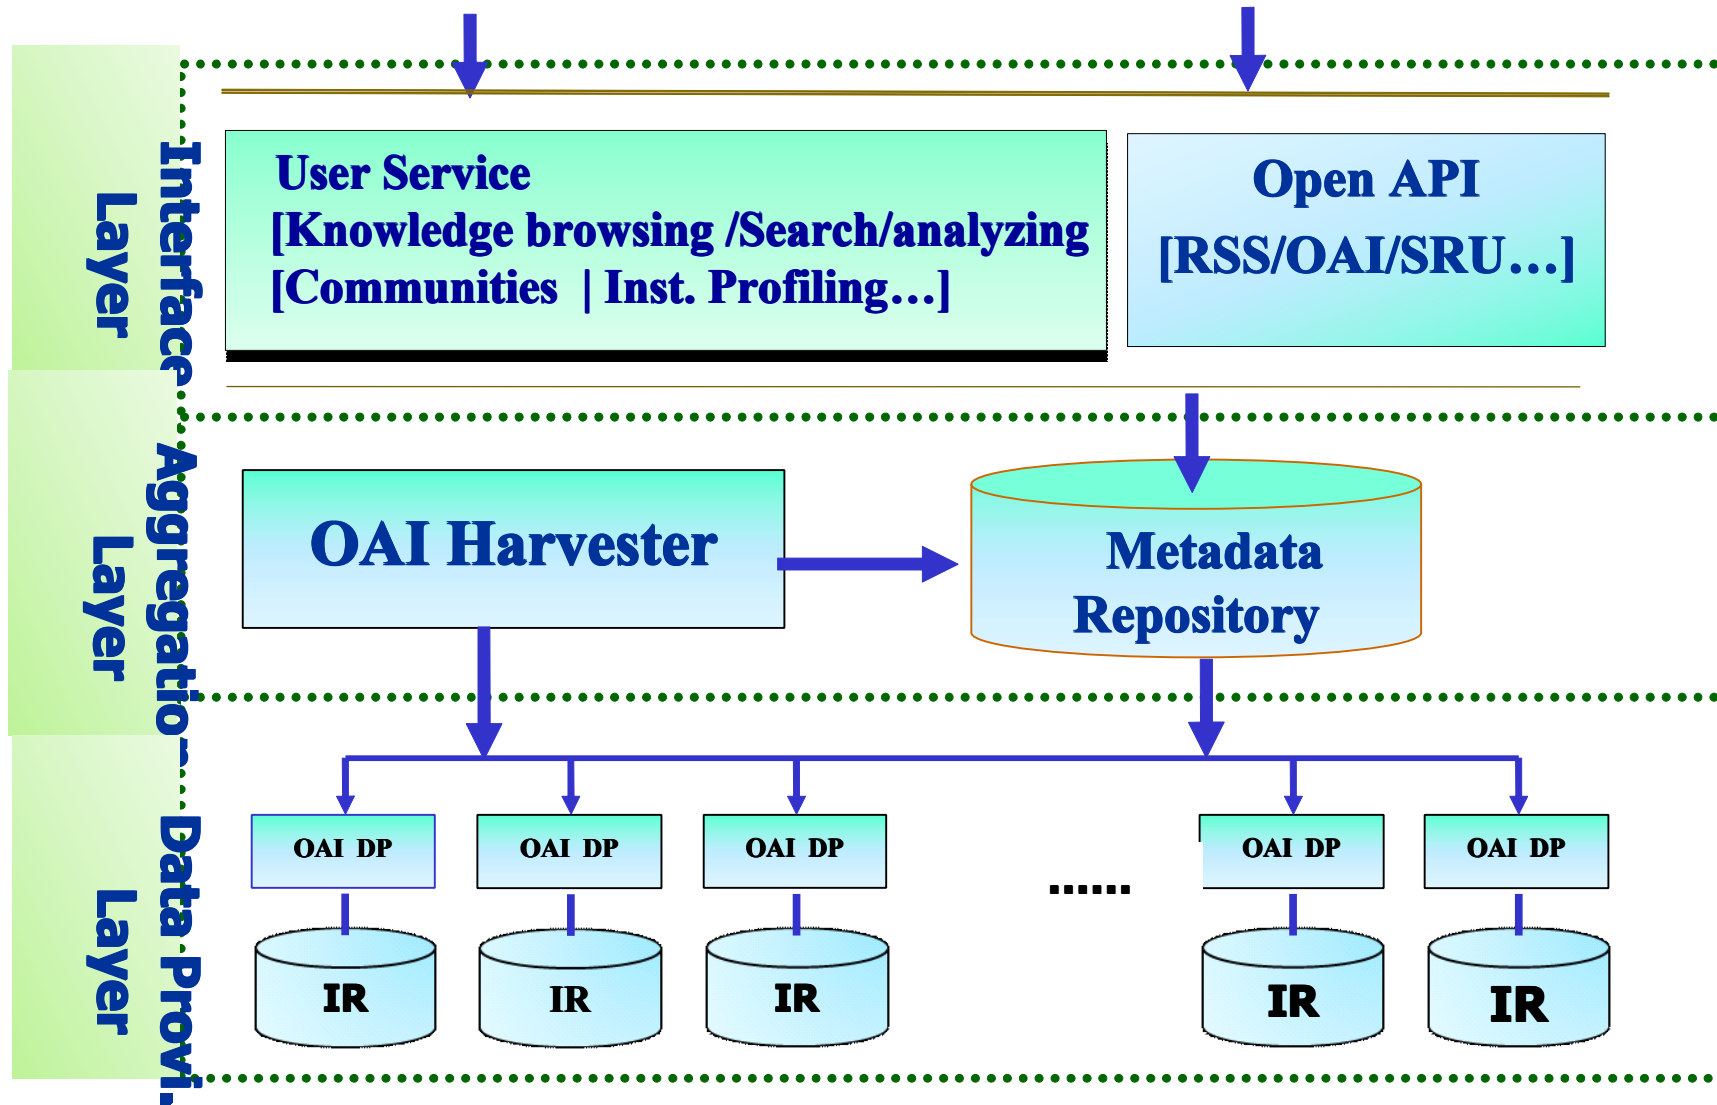 Interface
Layer
User Service
[Knowledge browsing /Search/analyzing
[Communities | Inst. Profiling...]
Open API
[RSS/OAI/SRU...]
Aggregation
Layer
OAI Harvester
Metadata
Repository
Data Provi
Layer
OAI DP
OAI DP
OAI DP
......
OAI DP
OAI DP
IR
IR
IR
IR
IR